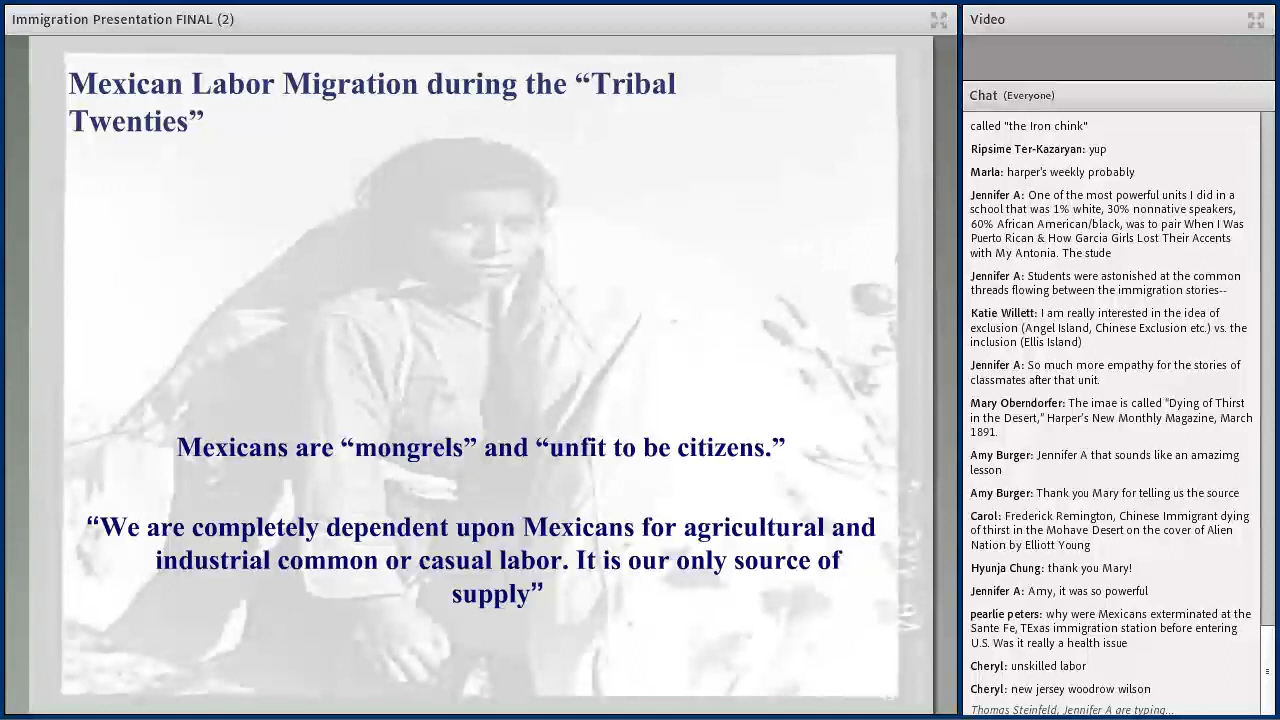 Immigration Presentation FINAL (2)
Mexican Labor Migration during the “Tribal
Twenties”
Mexicans are “mongrels” and “unfit to be citizens.”
“We are completely dependent upon Mexicans for agricultural and
industrial common or casual labor. It is our only source of
supply”
Video
Chat (Everyone)
called "the Iron chink"
Ripsime Ter-Kazaryan: yup
Marla: harper's weekly probably
Jennifer A: One of the most powerful units I did in a
school that was 1% white, 30% nonnative speakers,
60% African American/black, was to pair When I Was
Puerto Rican & How Garcia Girls Lost Their Accents
with My Antonia. The stude
Jennifer A: Students were astonished at the common
threads flowing between the immigration stories--
Katie Willett: I am really interested in the idea of
exclusion (Angel Island, Chinese Exclusion etc.) vs. the
inclusion (Ellis Island)
Jennifer A: So much more empathy for the stories of
classmates after that unit.
Mary Oberndorfer: The imae is called "Dying of Thirst
in the Desert," Harper's New Monthly Magazine, March
1891.
Amy Burger: Jennifer A that sounds like an amazimg
lesson
Amy Burger: Thank you Mary for telling us the source
Carol: Frederick Remington, Chinese Immigrant dying
of thirst in the Mohave Desert on the cover of Alien
Nation by Elliott Young
Hyunja Chung: thank you Mary!
Jennifer A: Amy, it was so powerful
pearlie peters: why were Mexicans exterminated at the
Sante Fe, TExas immigration station before entering
U.S. Was it really a health issue
Cheryl: unskilled labor
Cheryl: new jersey woodrow wilson
Thomas Steinfeld, Jennifer A are typing...